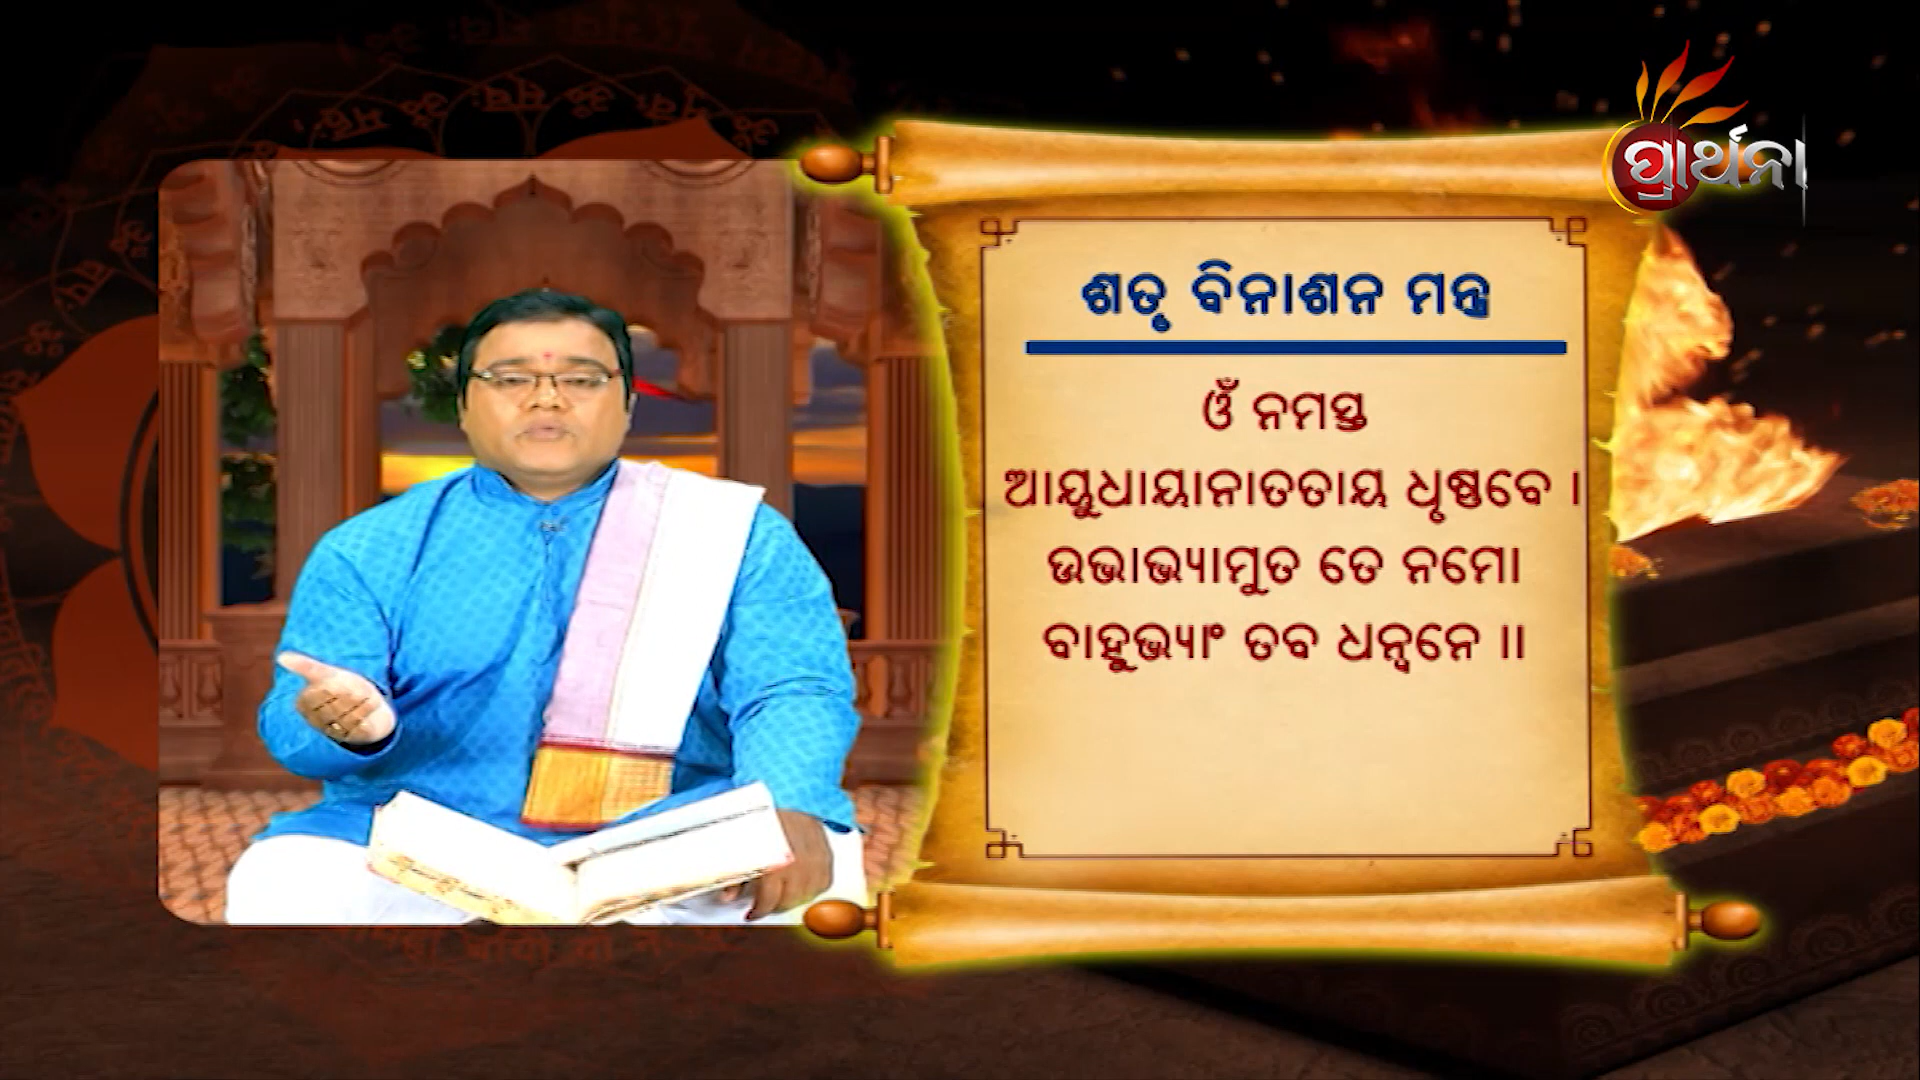 ପ୍ରାର୍ଥନା
ଶତୃ ବିନାଶନ ମନ୍ତ୍ର
ଓଁ ନମସ୍ତ
ଆୟୁଧାୟାନାତତାୟ ଧୃଷ୍ଣବେ ।
ଉଭାଭ୍ୟାମୁତ ତେ ନମୋ
ବାହୁଭ୍ୟାଂ ତବ ଧନ୍ୱନେ ॥